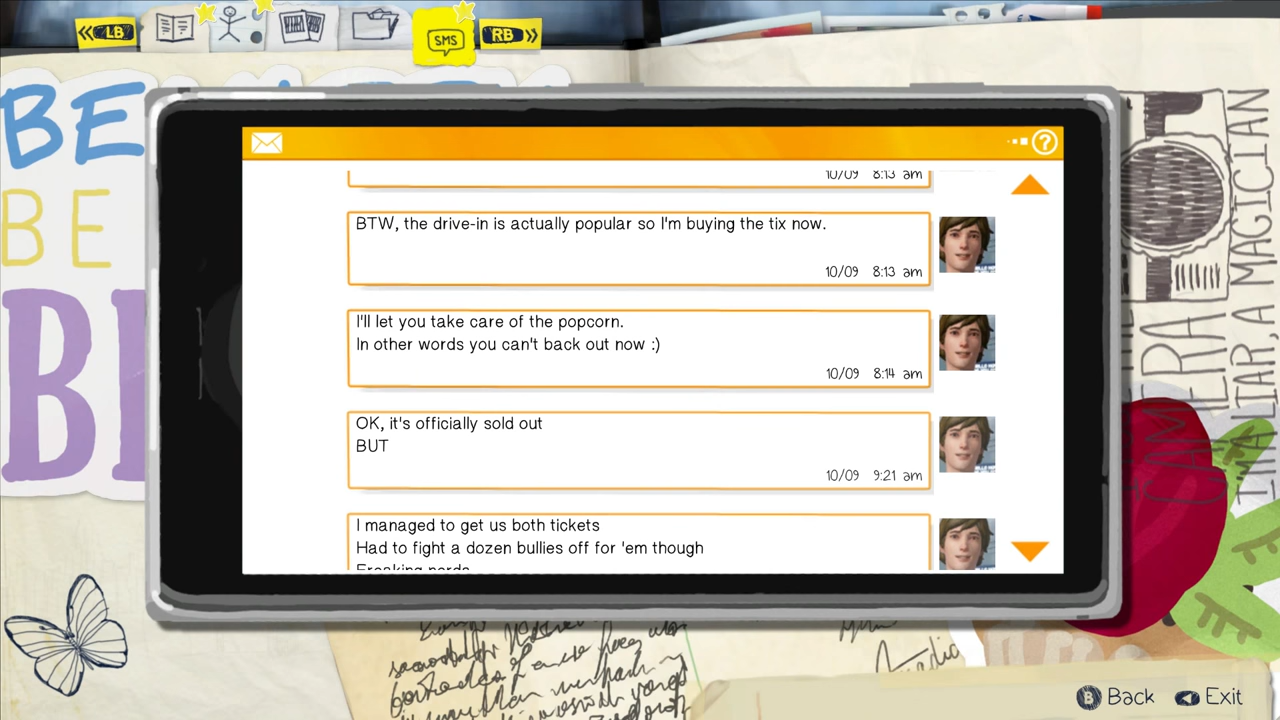 LB
SMS
RB
BE
BE
10/09 8:13 am
BTW, the drive-in is actually popular so I'm buying the tix now.
10/09 8:13 am
I'll let you take care of the popcorn.
In other words you can't back out now :)
10/09 8:14 am
OK, it's officially sold out
BUT
10/09 9:21 am
I managed to get us both tickets
Had to fight a dozen bullies off for 'em though
Freaking nerds
CAMERA
LIAR, A MAGICIAN
B Back
Exit